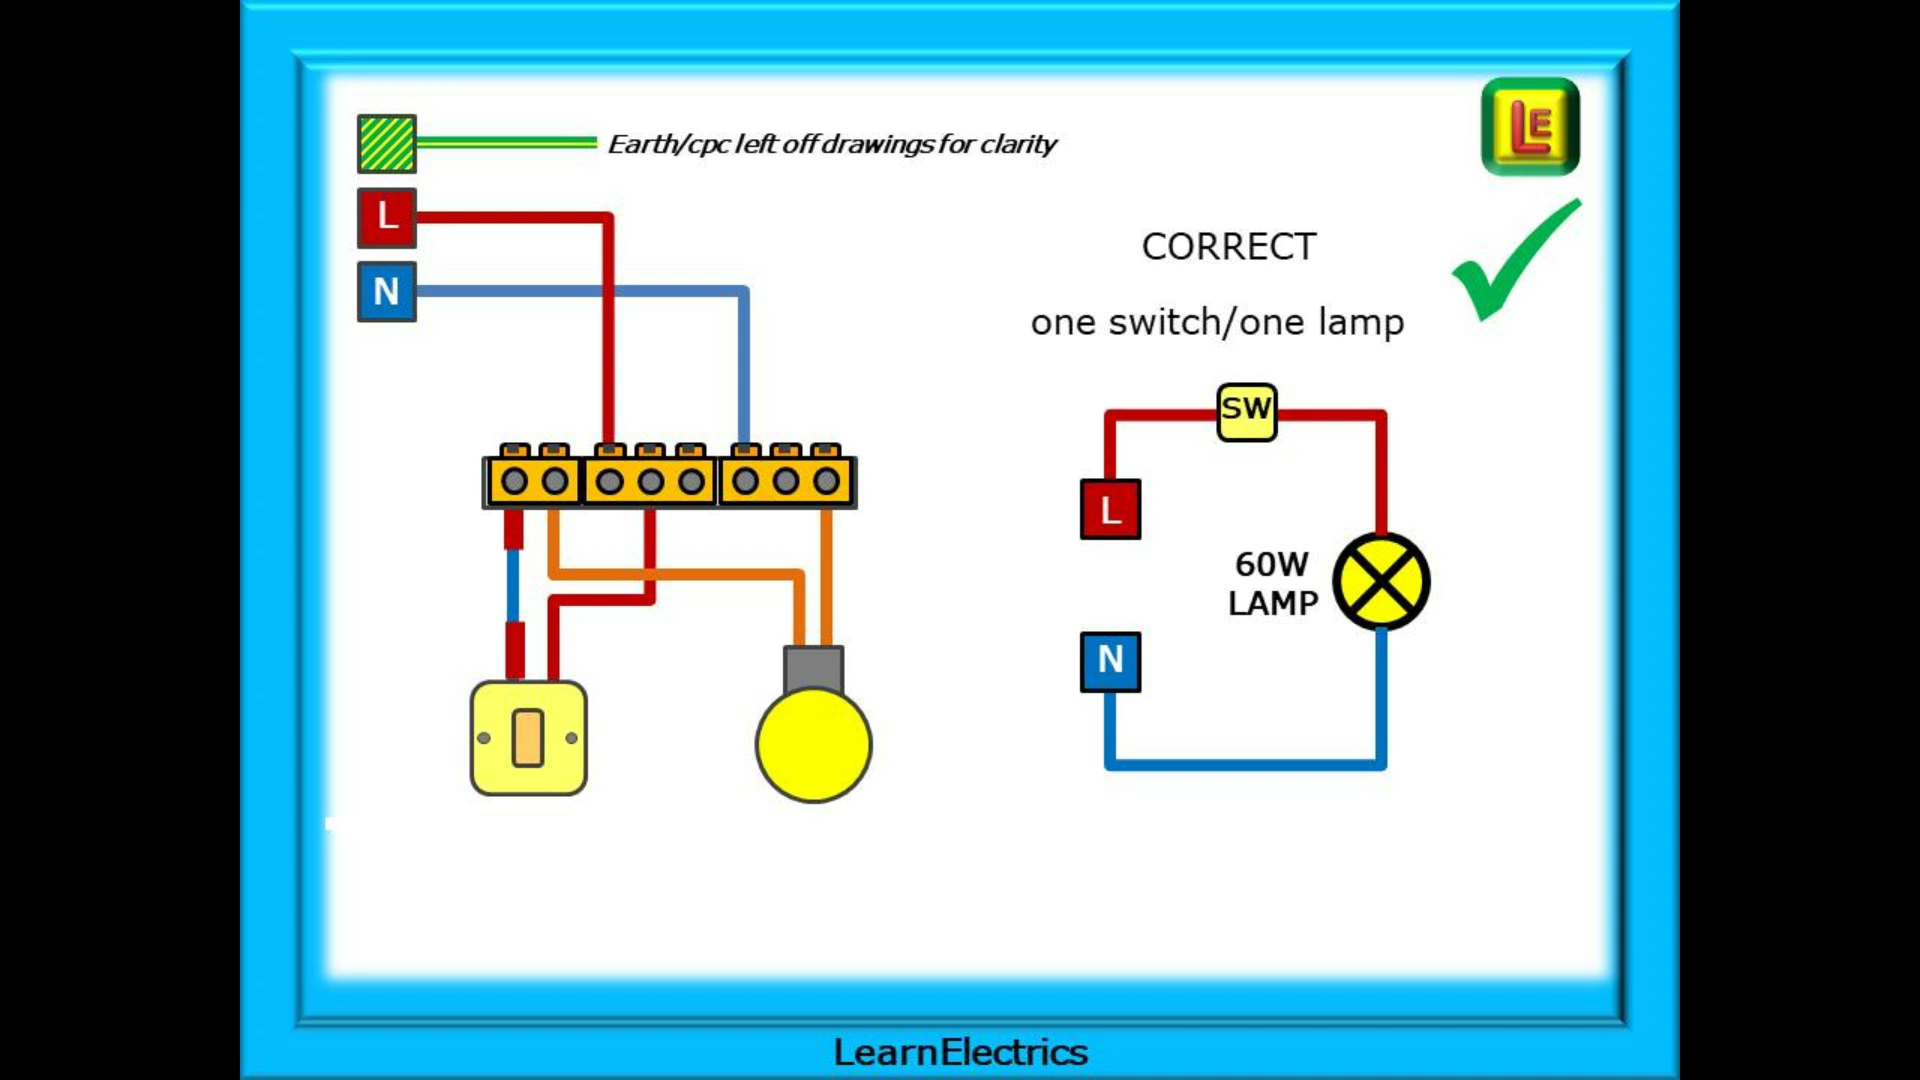 Earth/cpc left off drawings for clarity
LE
L
N
CORRECT
one switch/one lamp
SW
L
60W
LAMP
N
LearnElectrics